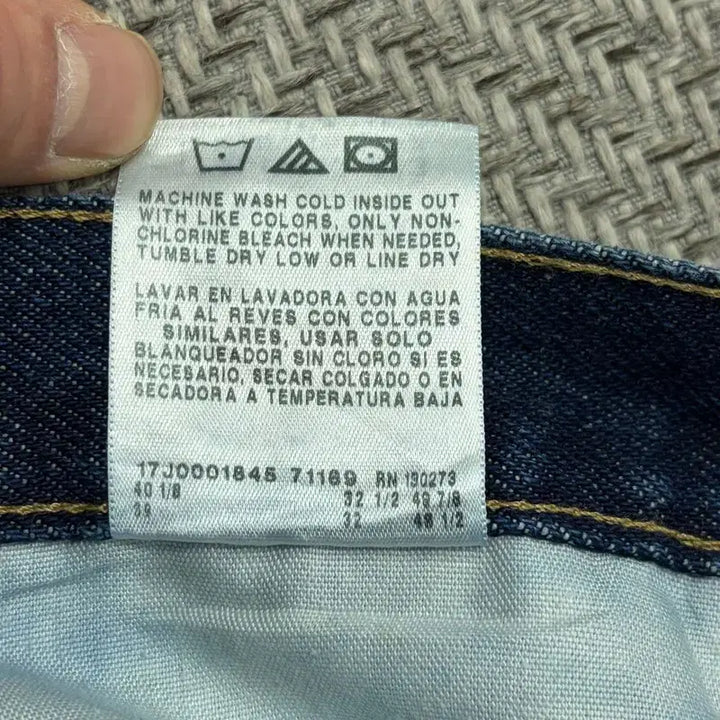 MACHINE WASH COLD INSIDE OUT
WITH LIKE COLORS, ONLY NON-
CHLORINE BLEACH WHEN NEEDED,
TUMBLE DRY LOW OR LINE DRY
LAVAR EN LAVADORA CON AGUA
FRIA AL REVES CON COLORES
SIMILARES, USAR SOLO
BLANQUEADOR SIN CLORO SI ES
NECESARIO, SECAR COLGADO O EN
SECADORA A TEMPERATURA BAJA
17J0001845 71189 RN 130273
40 1/8 32 1/2 49 7/8
39 32 48 1/2